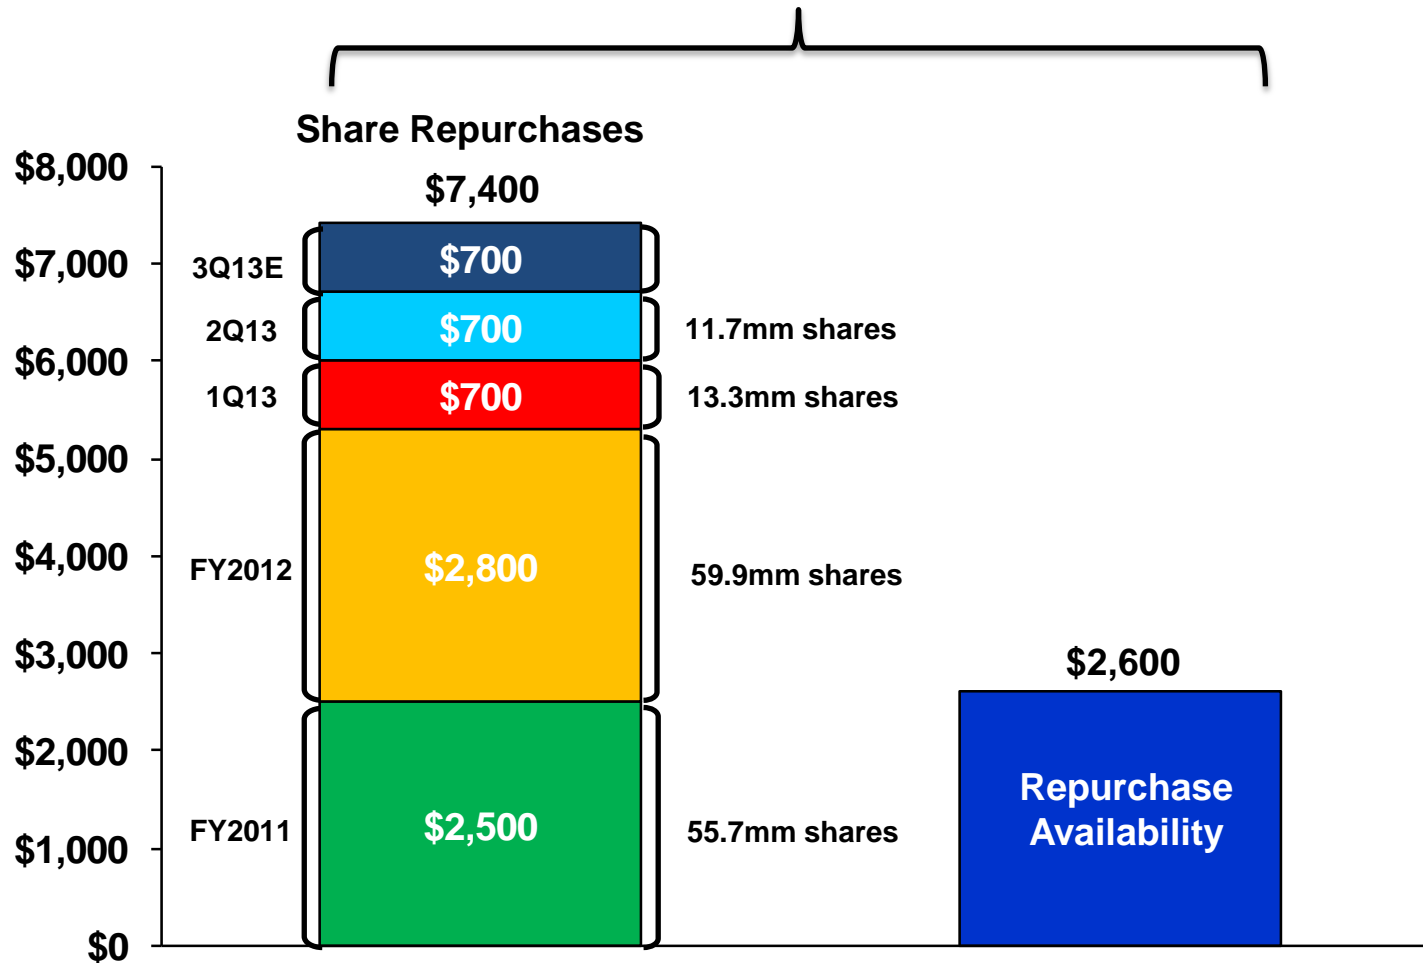 Share Repurchases
$8,000
$7,400
$7,000
3Q13E
$700
2Q13
$700
11.7mm shares
$6,000
1Q13
$700
13.3mm shares
$5,000
$4,000
FY2012
$2,800
59.9mm shares
$3,000
$2,600
$2,000
Repurchase
Availability
FY2011
$2,500
55.7mm shares
$1,000
$0